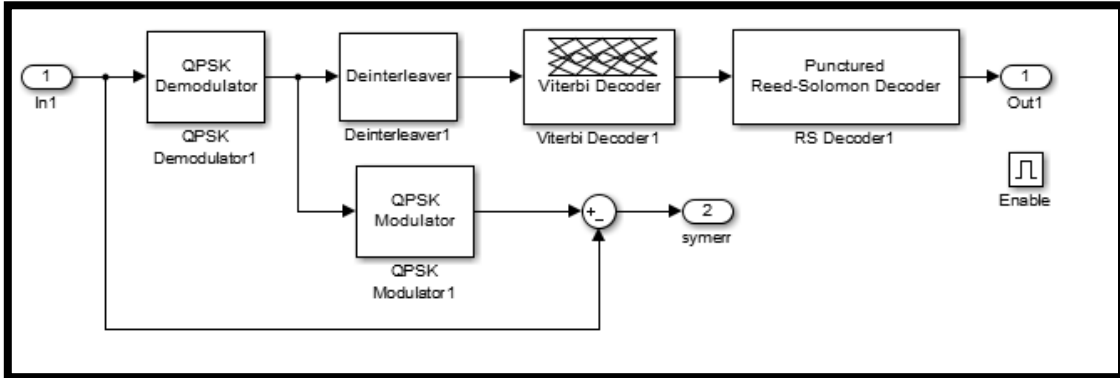 1
In1
QPSK
Demodulator
QPSK
Demodulator1
Deinterleaver
Deinterleaver1
Viterbi Decoder
Viterbi Decoder1
Punctured
Reed-Solomon Decoder
RS Decoder1
1
Out1
Enable
QPSK
Modulator
QPSK
Modulator1
+
-
2
symerr